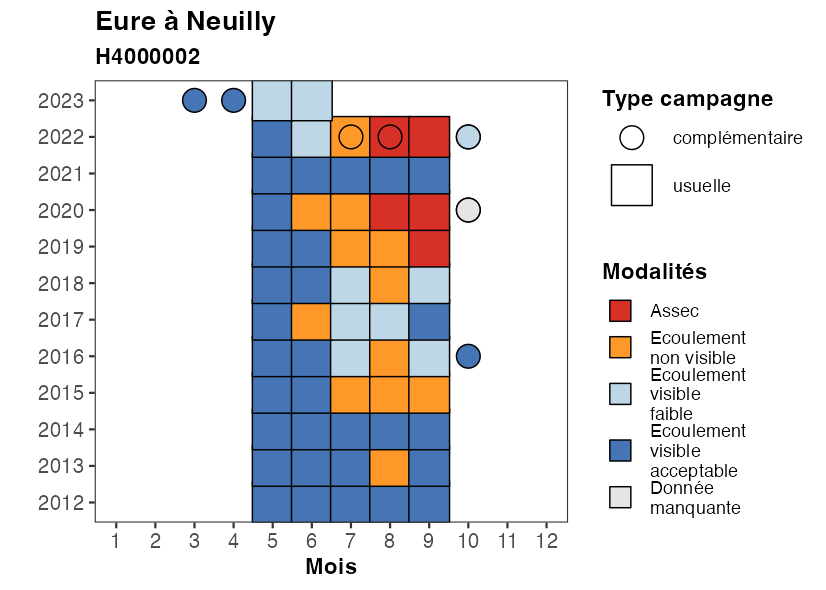 Eure à Neuilly
H4000002
2023
2022
2021
2020
2019
2018
2017
2016
2015
2014
2013
2012
1 2 3 4 5 6 7 8 9 10 11 12
Mois
Type campagne
complémentaire
usuelle
Modalités
Assec
Ecoulement
non visible
Ecoulement
visible
faible
Ecoulement
visible
acceptable
Donnée
manquante